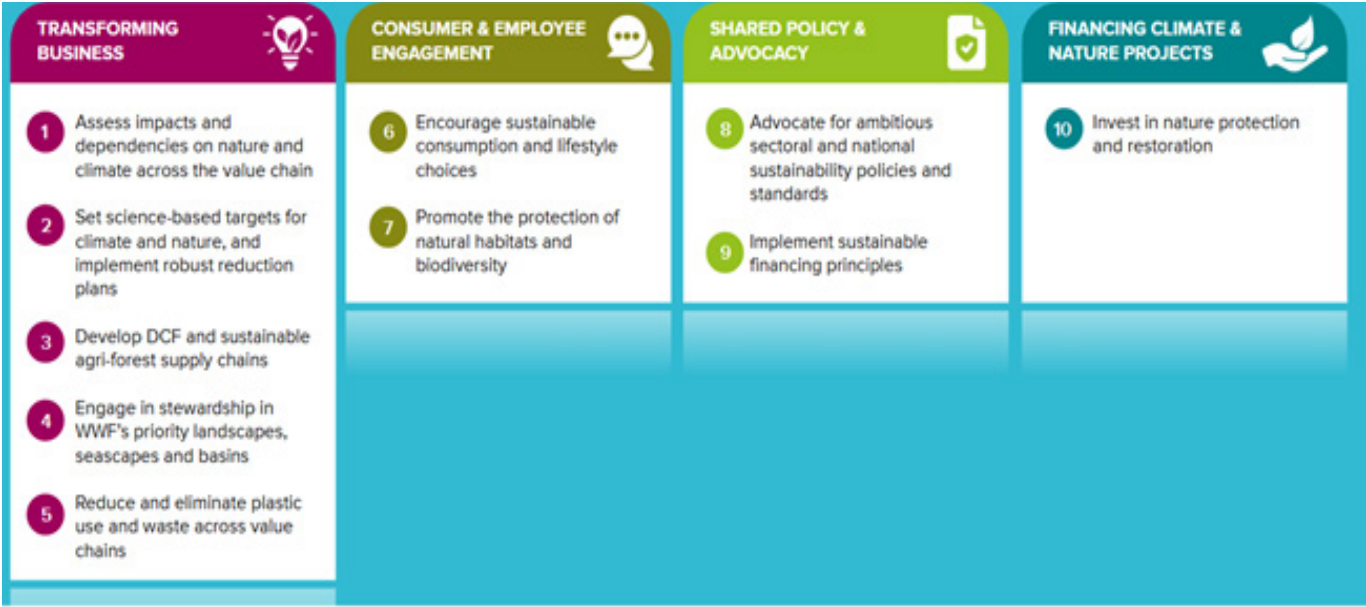 TRANSFORMING
BUSINESS
1
Assess impacts and
dependencies on nature and
climate across the value chain
2
Set science-based targets for
climate and nature, and
implement robust reduction
plans
3
Develop DCF and sustainable
agri-forest supply chains
4
Engage in stewardship in
WWF's priority landscapes,
seascapes and basins
5
Reduce and eliminate plastic
use and waste across value
chains
CONSUMER & EMPLOYEE
ENGAGEMENT
6
Encourage sustainable
consumption and lifestyle
choices
7
Promote the protection of
natural habitats and
biodiversity
SHARED POLICY &
ADVOCACY
8
Advocate for ambitious
sectoral and national
sustainability policies and
standards
9
Implement sustainable
financing principles
FINANCING CLIMATE &
NATURE PROJECTS
10
Invest in nature protection
and restoration